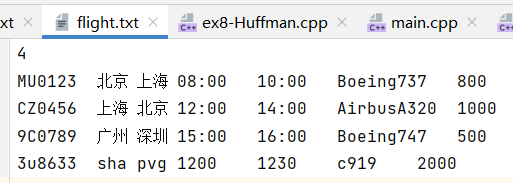 xt flight.txt ex8-Huffman.cpp main.cpp
4
MU0123 北京 上海 08:00 10:00 Boeing737 800
CZ0456 上海 北京 12:00 14:00 AirbusA320 1000
9C0789 广州 深圳 15:00 16:00 Boeing747 500
3u8633 sha pvg 1200 1230 c919 2000